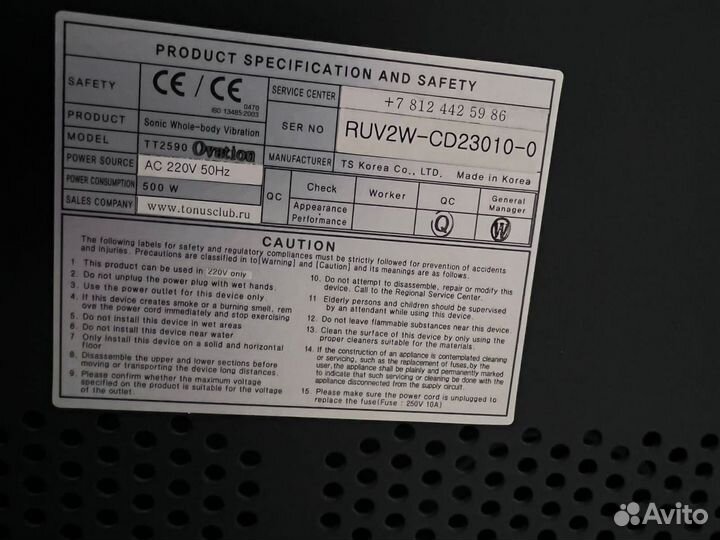 PRODUCT SPECIFICATION AND SAFETY
SAFETY CE / CE 0470
ISO 13485:2003
SERVICE CENTER +7 812 442 59 86
PRODUCT Sonic Whole-body Vibration
SER NO RUV2W-CD23010-0
MODEL TT2590 Ovation
MANUFACTURER TS Korea Co., LTD. Made in Korea
POWER SOURCE AC 220V 50Hz
POWER CONSUMPTION 500 W
SALES COMPANY www.tonusclub.ru
QC Check Worker QC General Manager
Appearance
Performance
Q W
CAUTION
The following labels for safety and regulatory compliances must be strictly followed for prevention of accidents
and injuries. Precautions are classified in to[Warning] and [Caution] and its meanings are as follows.
1 This product can be used in 220V only
2. Do not unplug the power plug with wet hands.
3. Use the power outlet for this device only.
4. If this device creates smoke or a burning smell, rem
ove the power cord immediately and stop exercising
5. Do not Install this device in wet areas
6 Do not install this device near water
7 Only Install this device on a solid and horizontal
floor
8. Disassemble the upper and lower sections before
moving or transporting the device long distances.
9. Please confirm whether the maximum voltage
specified on the product is suitable for the voltage
of the outlet.
10. Do not attempt to disassemble, repair or modify this
device. Call to the Regional Service Center.
11 Elderly persons and children should be supervised
by an attendant while using this device.
12. Do not leave flammable substances near this device
13. Clean the surface of this device by only using the
proper cleaners suitable for the materials.
14. If the construction of an appliance is contemplated cleaning
or servicing, such as the replacement of fuses,by the
user, the appliance shall be plainly and permanently marked
to indicate that such servicing or cleaning be done with the
appliance disconnected from the supply circuit.
15. Please make sure the power cord is unplugged to
replace the fuse(Fuse : 250V 10A)
Avito